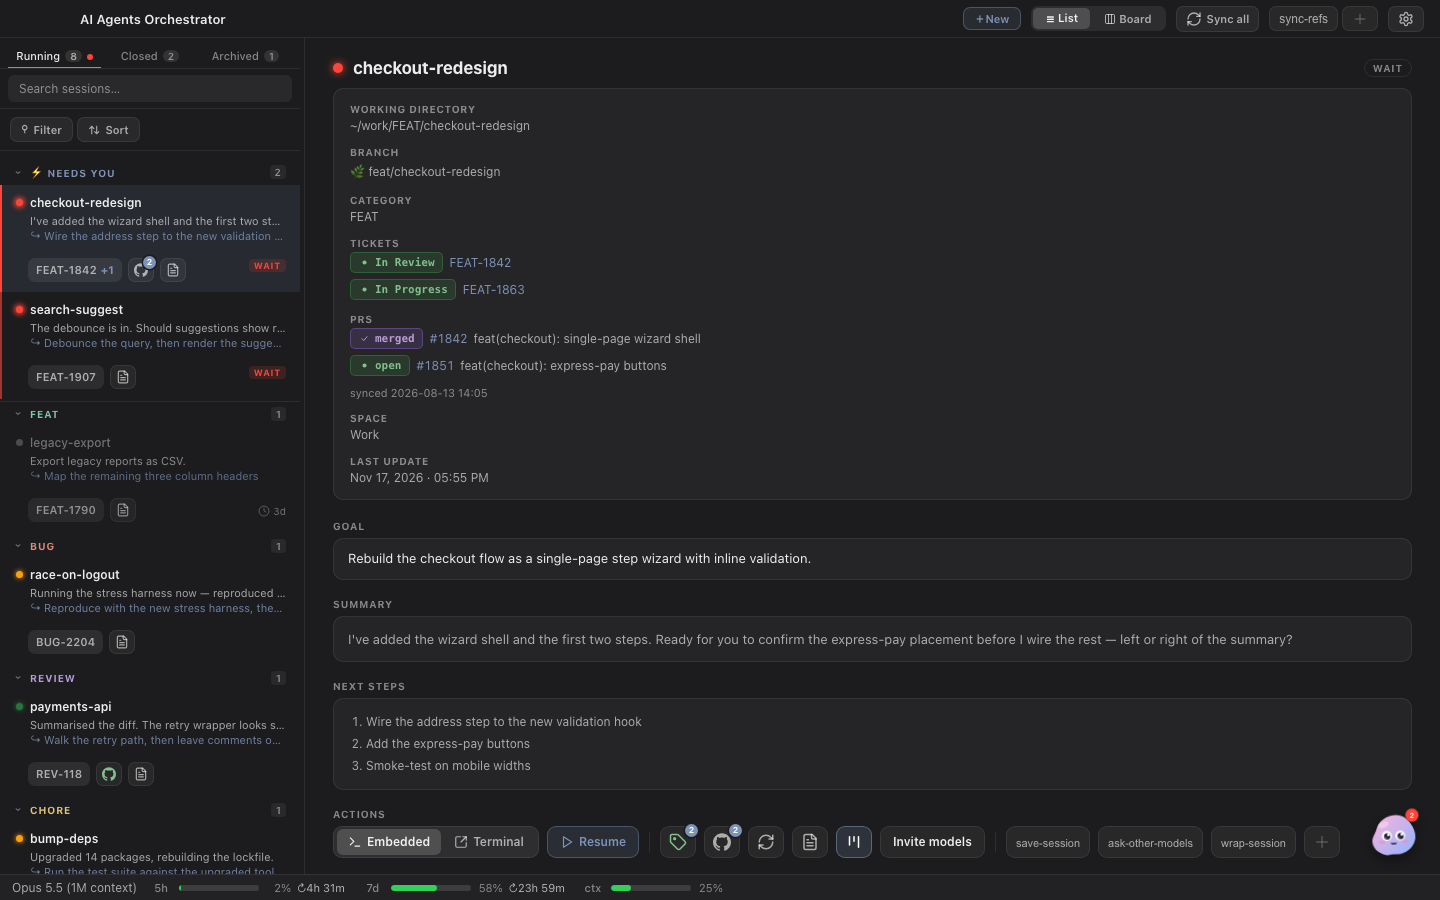 AI Agents Orchestrator
+ New
List
Board
Sync all
sync-refs
+
Running 8
Closed 2
Archived 1
Search sessions...
Filter
Sort
NEEDS YOU 2
checkout-redesign
I've added the wizard shell and the first two st...
Wire the address step to the new validation ...
FEAT-1842 +1
2
WAIT
search-suggest
The debounce is in. Should suggestions show r...
Debounce the query, then render the sugge...
FEAT-1907
WAIT
FEAT 1
legacy-export
Export legacy reports as CSV.
Map the remaining three column headers
FEAT-1790
3d
BUG 1
race-on-logout
Running the stress harness now — reproduced ...
Reproduce with the new stress harness, the...
BUG-2204
REVIEW 1
payments-api
Summarised the diff. The retry wrapper looks s...
Walk the retry path, then leave comments o...
REV-118
CHORE 1
bump-deps
Upgraded 14 packages, rebuilding the lockfile.
Run the test suite against the upgraded tool
checkout-redesign
WAIT
WORKING DIRECTORY
~/work/FEAT/checkout-redesign
BRANCH
feat/checkout-redesign
CATEGORY
FEAT
TICKETS
In Review FEAT-1842
In Progress FEAT-1863
PRS
✓ merged #1842 feat(checkout): single-page wizard shell
open #1851 feat(checkout): express-pay buttons
synced 2026-08-13 14:05
SPACE
Work
LAST UPDATE
Nov 17, 2026 · 05:55 PM
GOAL
Rebuild the checkout flow as a single-page step wizard with inline validation.
SUMMARY
I've added the wizard shell and the first two steps. Ready for you to confirm the express-pay placement before I wire the rest — left or right of the summary?
NEXT STEPS
1. Wire the address step to the new validation hook
2. Add the express-pay buttons
3. Smoke-test on mobile widths
ACTIONS
Embedded
Terminal
Resume
2
2
Invite models
save-session
ask-other-models
wrap-session
+
2
Opus 5.5 (1M context) 5h 2% ↻4h 31m 7d 58% ↻23h 59m ctx 25%